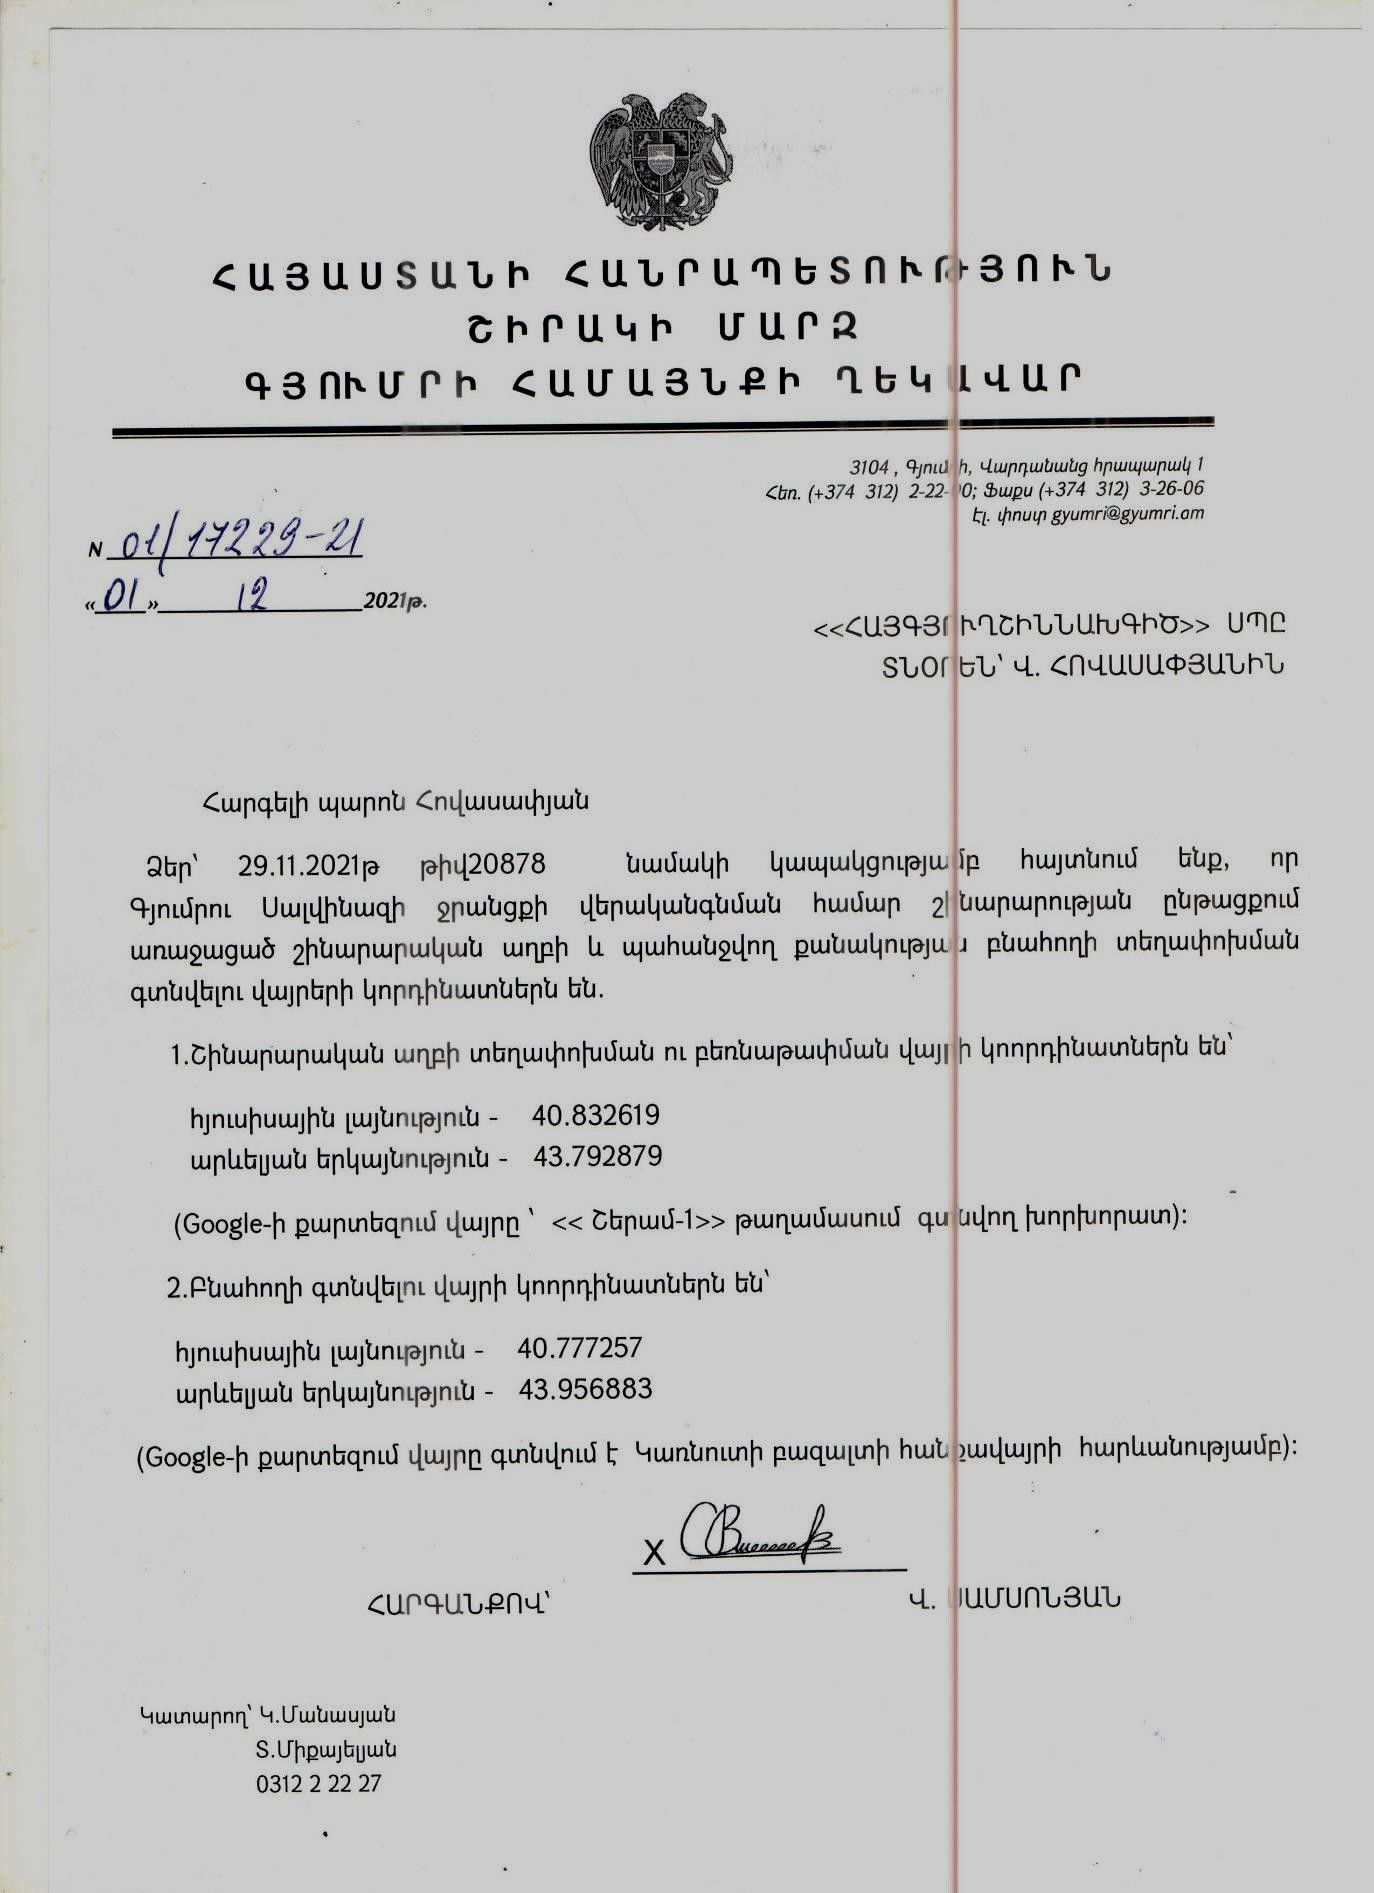 ՀԱՅԱՍՏԱՆԻ ՀԱՆՐԱՊԵՏՈՒԹՅՈՒՆ
ՇԻՐԱԿԻ ՄԱՐԶ
ԳՅՈՒՄՐԻ ՀԱՄԱՅՆՔԻ ՂԵԿԱՎԱՐ
3104 , Գյումրի, Վարդանանց հրապարակ 1
Հեռ. (+374 312) 2-22-00; Ֆաքս (+374 312) 3-26-06
Էլ. փոստ gyumri@gyumri.am
N 01/17229-21
«01» 12 2021թ.
<<ՀԱՅԳՅՈՒՂՇԻՆՆԱԽԳԻԾ>> ՍՊԸ
ՏՆՕՐԵՆ՝ Վ. ՀՈՎԱՍԱՓՅԱՆԻՆ
Հարգելի պարոն Հովասափյան
Ձեր՝ 29.11.2021թ թիվ20878 նամակի կապակցությամբ հայտնում ենք, որ
Գյումրու Սալվինազի ջրանցքի վերականգնման համար շինարարության ընթացքում
առաջացած շինարարական աղբի և պահանջվող քանակության բնահողի տեղափոխման
գտնվելու վայրերի կորդինատներն են.
1.Շինարարական աղբի տեղափոխման ու բեռնաթափման վայրի կոորդինատներն են՝
հյուսիսային լայնություն - 40.832619
արևելյան երկայնություն - 43.792879
(Google-ի քարտեզում վայրը ՝ << Շերամ-1>> թաղամասում գտնվող խորխորատ):
2.Բնահողի գտնվելու վայրի կոորդինատներն են՝
հյուսիսային լայնություն - 40.777257
արևելյան երկայնություն - 43.956883
(Google-ի քարտեզում վայրը գտնվում է Կառնուտի բազալտի հանքավայրի հարևանությամբ):
X
ՀԱՐԳԱՆՔՈՎ՝ Վ. ՍԱՄՍՈՆՅԱՆ
Կատարող՝ Կ.Մանասյան
Տ.Միքայելյան
0312 2 22 27